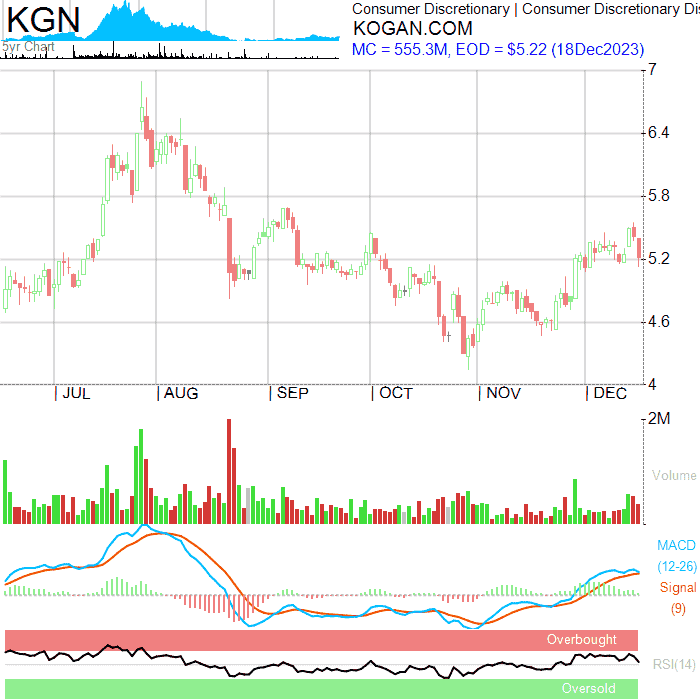 KGN
5yr Chart
Consumer Discretionary | Consumer Discretionary Dis
KOGAN.COM
MC = 555.3M, EOD = $5.22 (18Dec2023)
7
6.4
5.8
5.2
4.6
4
JUL AUG SEP OCT NOV DEC
2M
Volume
MACD
(12-26)
Signal
(9)
Overbought
RSI(14)
Oversold